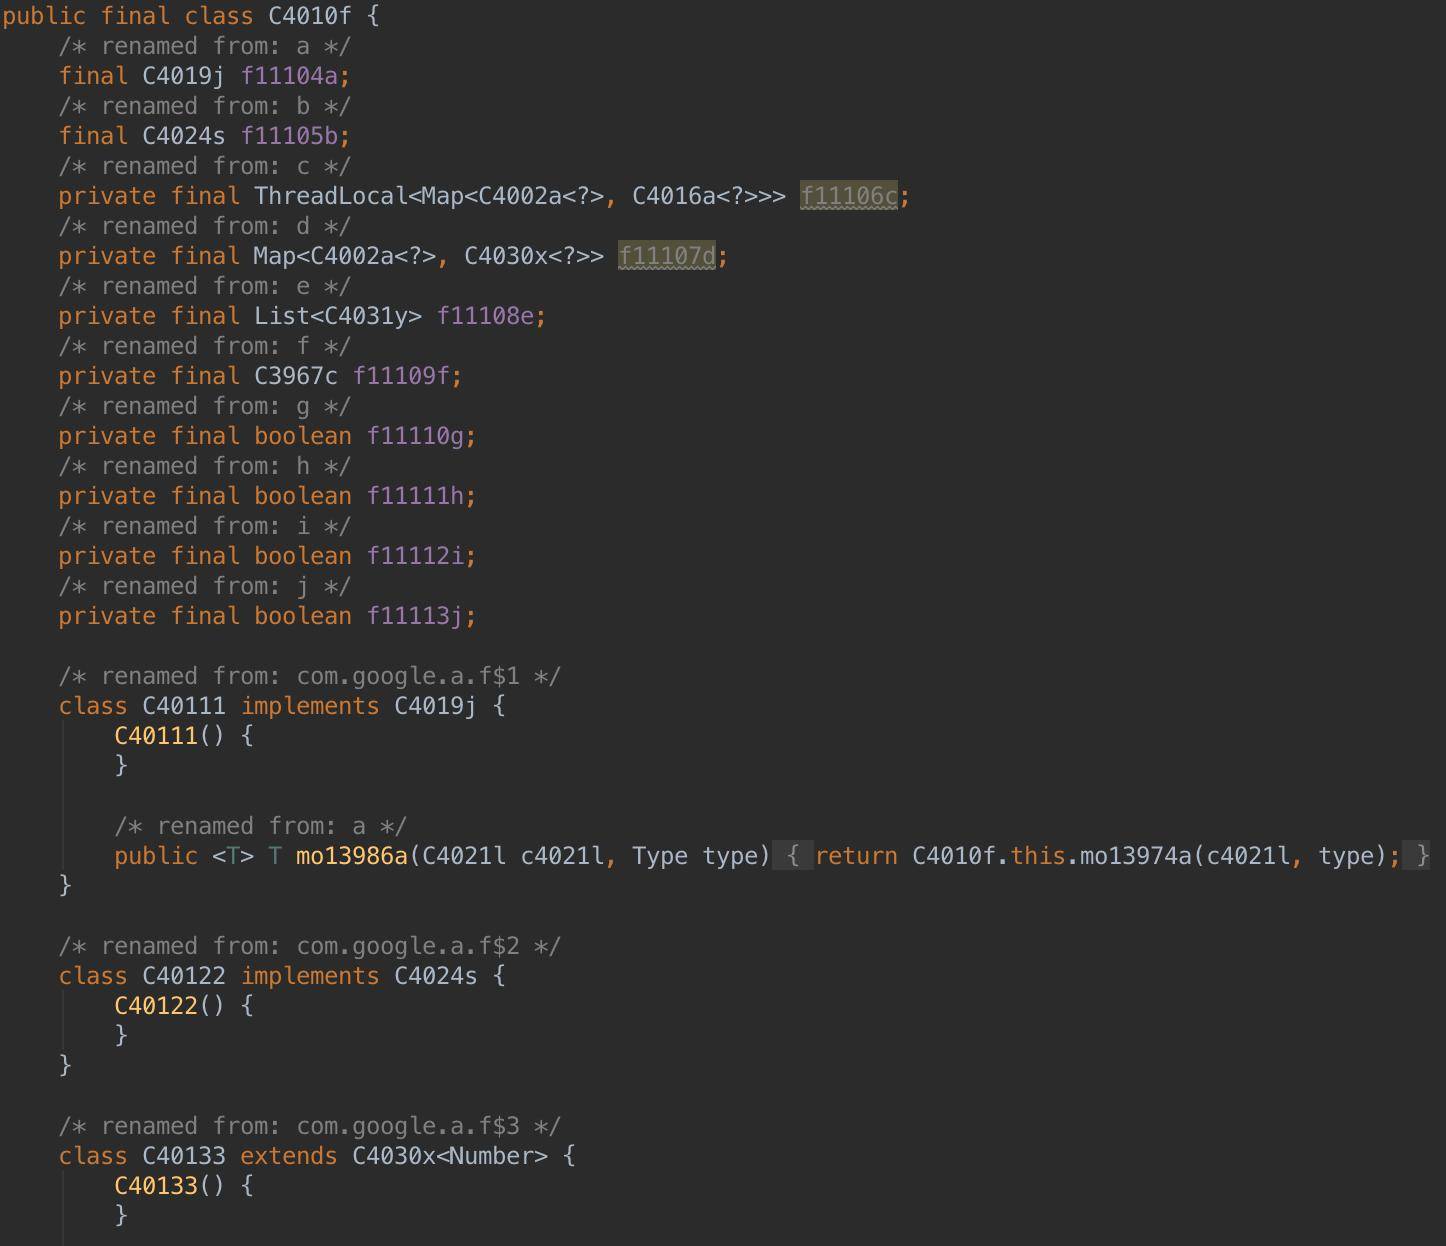 public final class C4010f {
/* renamed from: a */
final C4019j f11104a;
/* renamed from: b */
final C4024s f11105b;
/* renamed from: c */
private final ThreadLocal<Map<C4002a<?>, C4016a<?>>> f11106c;
/* renamed from: d */
private final Map<C4002a<?>, C4030x<?>> f11107d;
/* renamed from: e */
private final List<C4031y> f11108e;
/* renamed from: f */
private final C3967c f11109f;
/* renamed from: g */
private final boolean f11110g;
/* renamed from: h */
private final boolean f11111h;
/* renamed from: i */
private final boolean f11112i;
/* renamed from: j */
private final boolean f11113j;
/* renamed from: com.google.a.f$1 */
class C40111 implements C4019j {
C40111() {
}
/* renamed from: a */
public <T> T mo13986a(C4021l c4021l, Type type) { return C4010f.this.mo13974a(c4021l, type); }
}
/* renamed from: com.google.a.f$2 */
class C40122 implements C4024s {
C40122() {
}
}
/* renamed from: com.google.a.f$3 */
class C40133 extends C4030x<Number> {
C40133() {
}